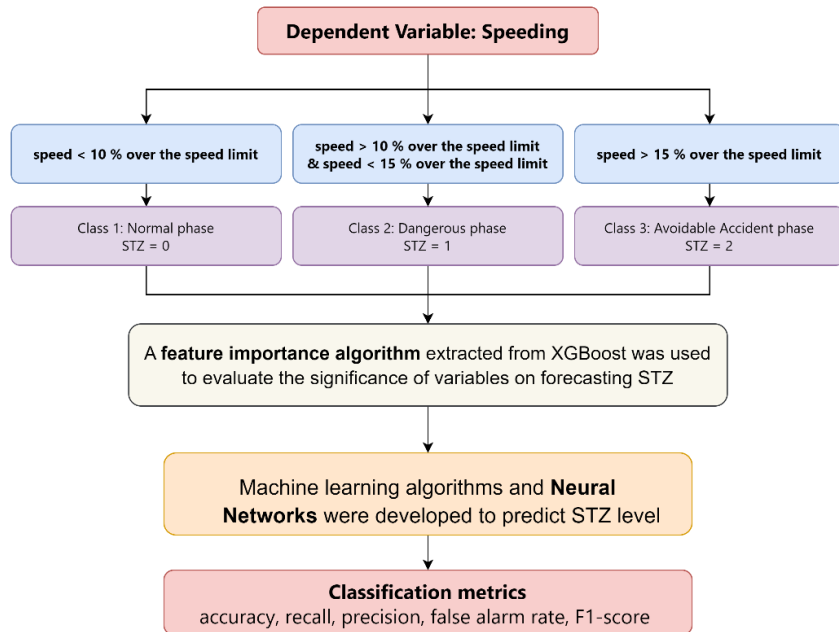 Dependent Variable: Speeding
speed < 10 % over the speed limit
speed > 10 % over the speed limit
& speed < 15 % over the speed limit
speed > 15 % over the speed limit
Class 1: Normal phase
STZ = 0
Class 2: Dangerous phase
STZ = 1
Class 3: Avoidable Accident phase
STZ = 2
A feature importance algorithm extracted from XGBoost was used
to evaluate the significance of variables on forecasting STZ
Machine learning algorithms and Neural
Networks were developed to predict STZ level
Classification metrics
accuracy, recall, precision, false alarm rate, F1-score